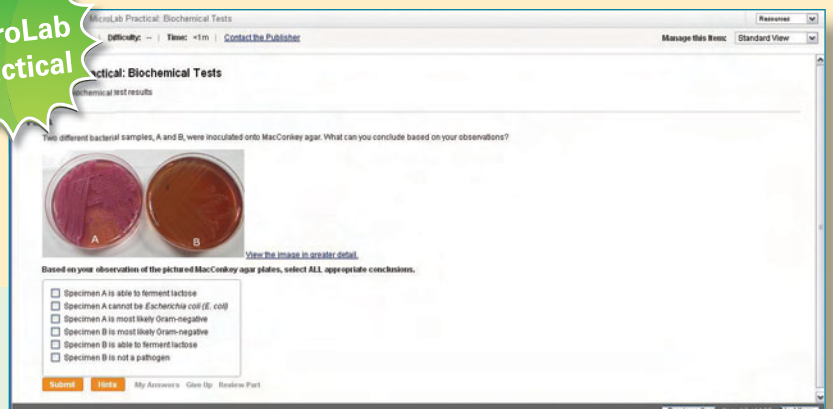 roLab
ctical
MicroLab Practical: Biochemical Tests
Resources
Difficulty: -- | Time: <1m | Contact the Publisher
Manage this Item: Standard View
actical: Biochemical Tests
ochemical test results
Two different bacterial samples, A and B, were inoculated onto MacConkey agar. What can you conclude based on your observations?
A
B
View the image in greater detail.
Based on your observation of the pictured MacConkey agar plates, select ALL appropriate conclusions.
Specimen A is able to ferment lactose
Specimen A cannot be Escherichia coli (E. coli)
Specimen A is most likely Gram-negative
Specimen B is most likely Gram-negative
Specimen B is able to ferment lactose
Specimen B is not a pathogen
Submit Hints My Answers Give Up Review Part